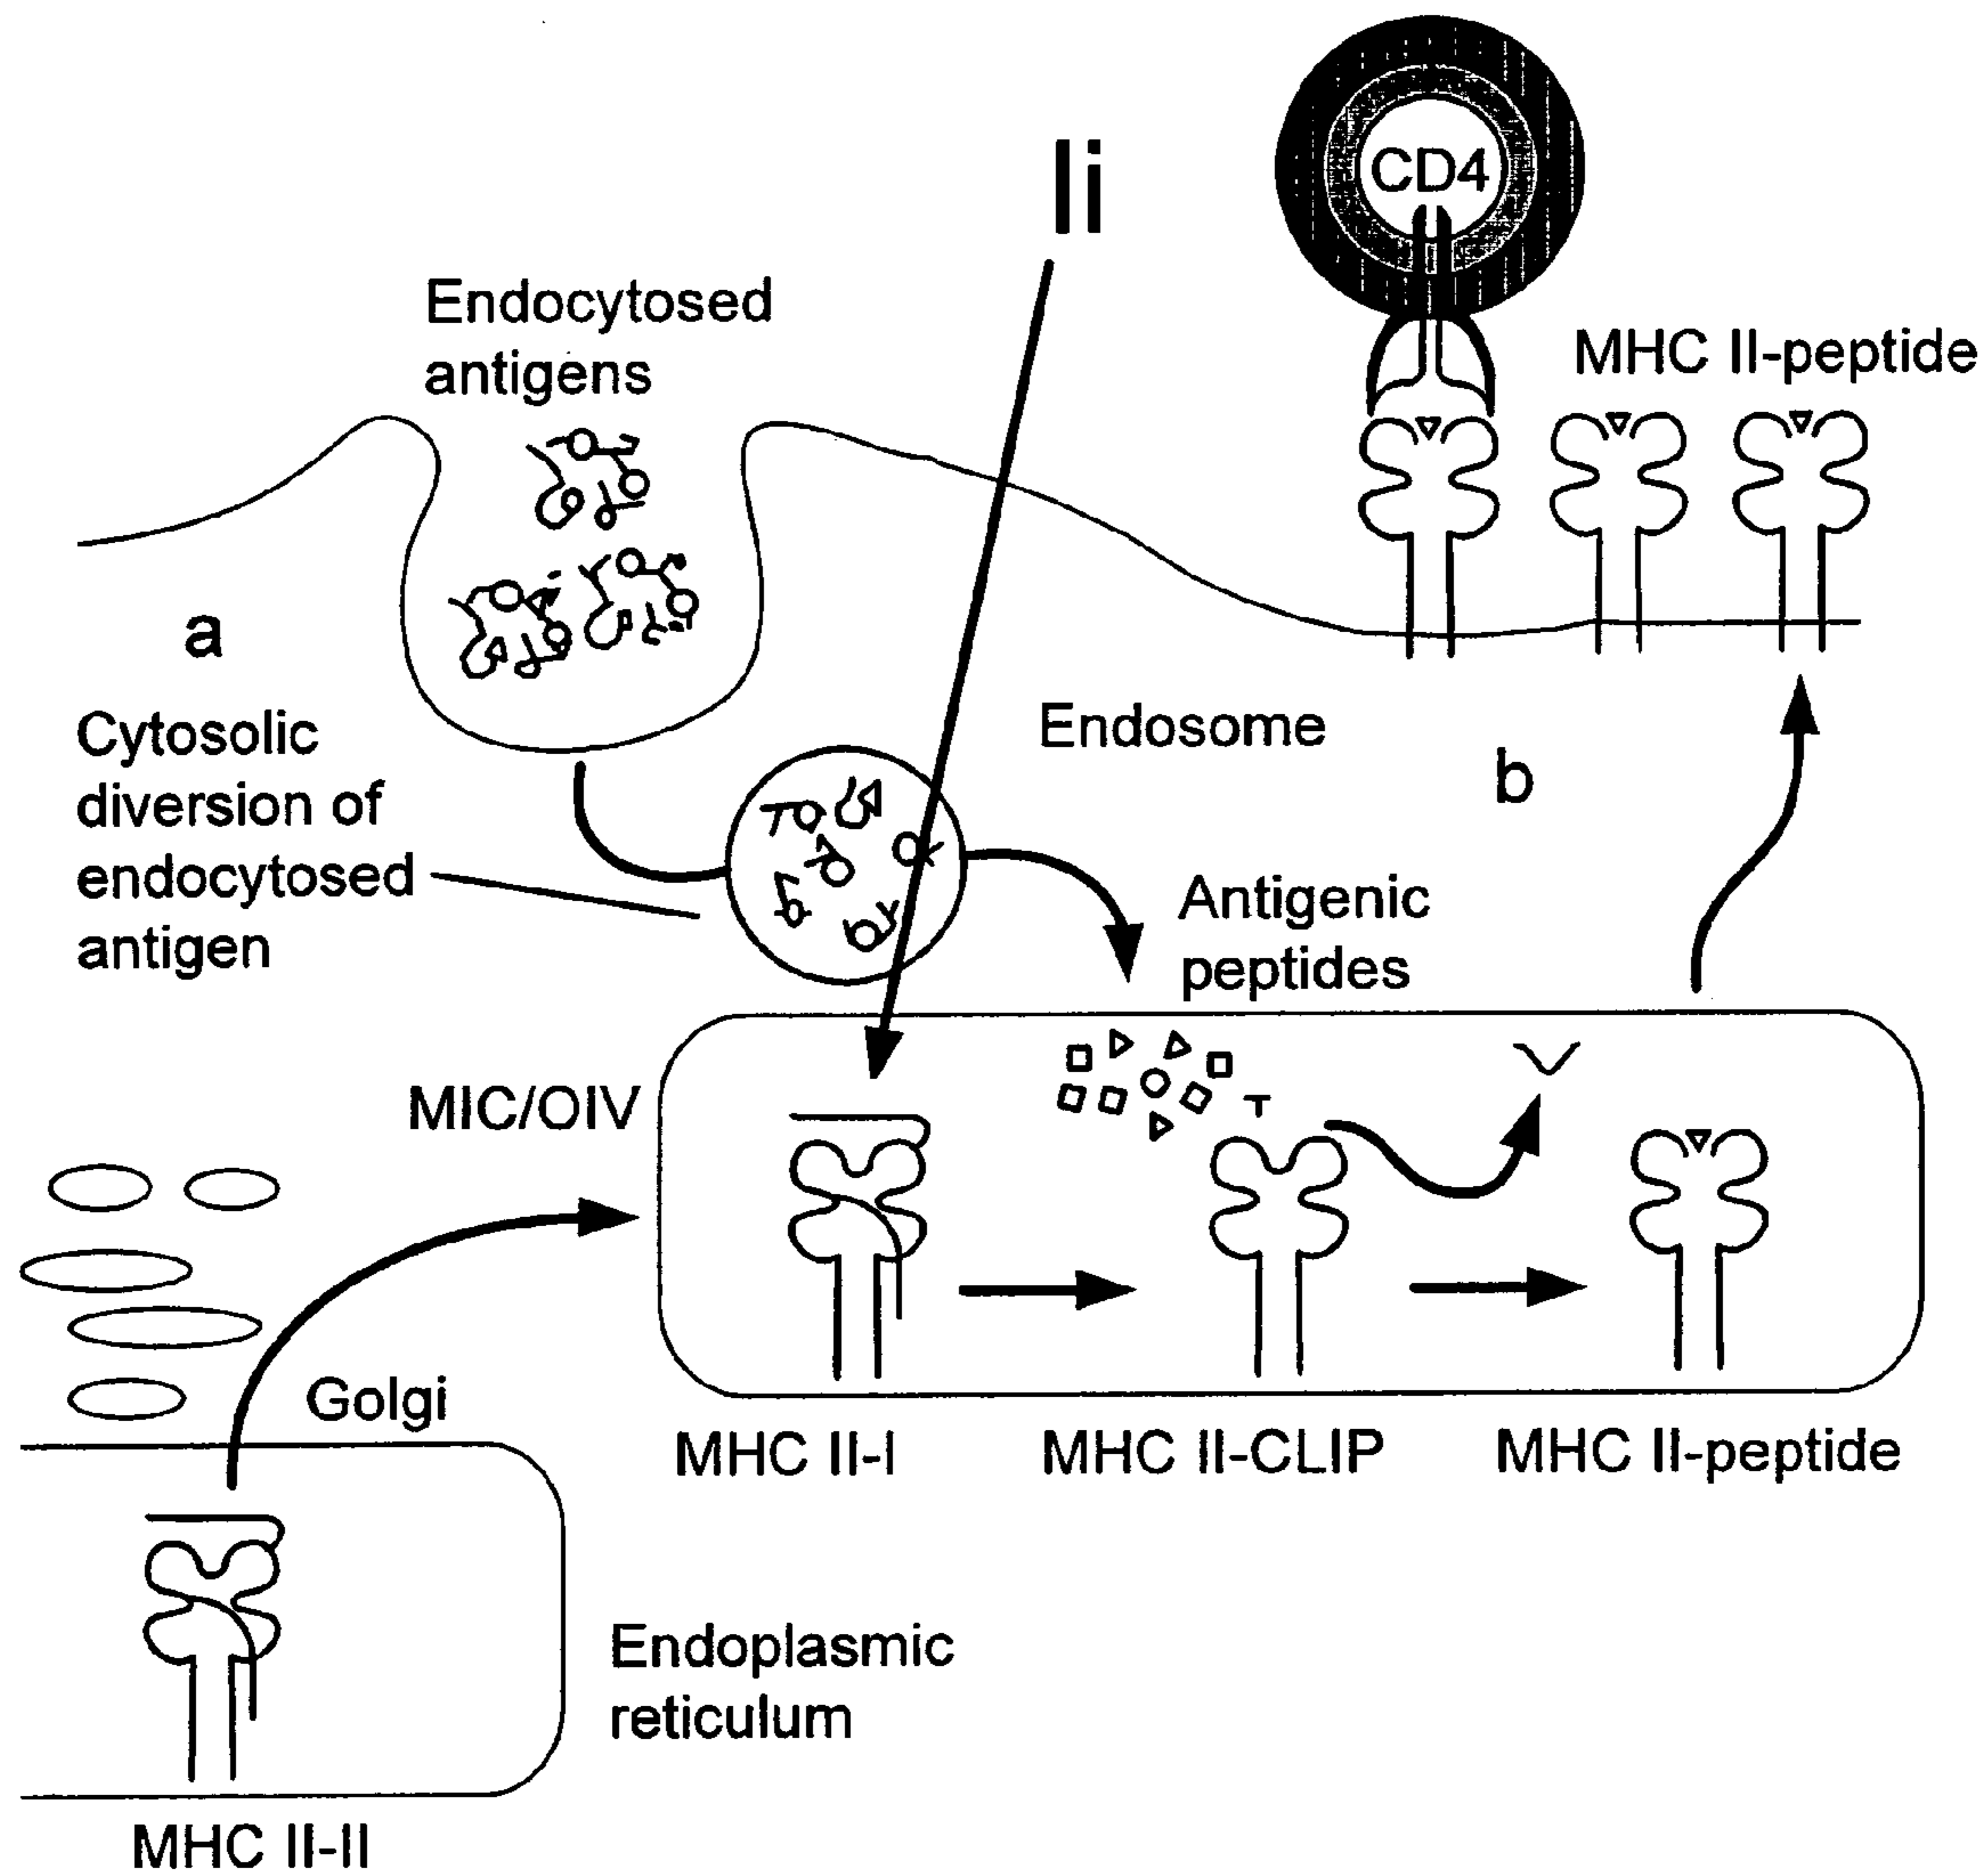 Ii
CD4
Endocytosed
antigens
MHC II-peptide
a
Cytosolic
diversion of
endocytosed
antigen
Endosome
b
Antigenic
peptides
MIC/OIV
Golgi
MHC II-I
MHC II-CLIP
MHC II-peptide
Endoplasmic
reticulum
MHC II-II